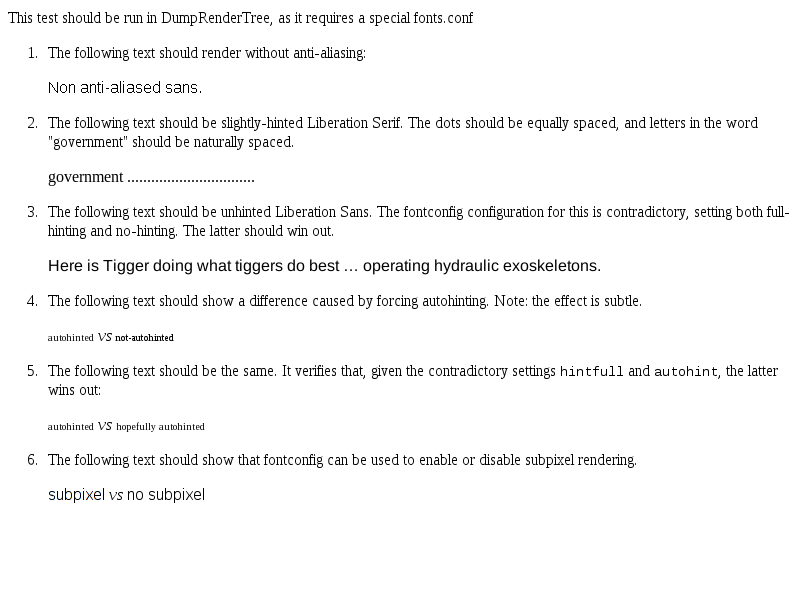 This test should be run in DumpRenderTree, as it requires a special fonts.conf
1. The following text should render without anti-aliasing:
Non anti-aliased sans.
2. The following text should be slightly-hinted Liberation Serif. The dots should be equally spaced, and letters in the word
"government" should be naturally spaced.
government ................................
3. The following text should be unhinted Liberation Sans. The fontconfig configuration for this is contradictory, setting both full-
hinting and no-hinting. The latter should win out.
Here is Tigger doing what tiggers do best … operating hydraulic exoskeletons.
4. The following text should show a difference caused by forcing autohinting. Note: the effect is subtle.
autohinted VS not-autohinted
5. The following text should be the same. It verifies that, given the contradictory settings hintfull and autohint, the latter
wins out:
autohinted VS hopefully autohinted
6. The following text should show that fontconfig can be used to enable or disable subpixel rendering.
subpixel vs no subpixel